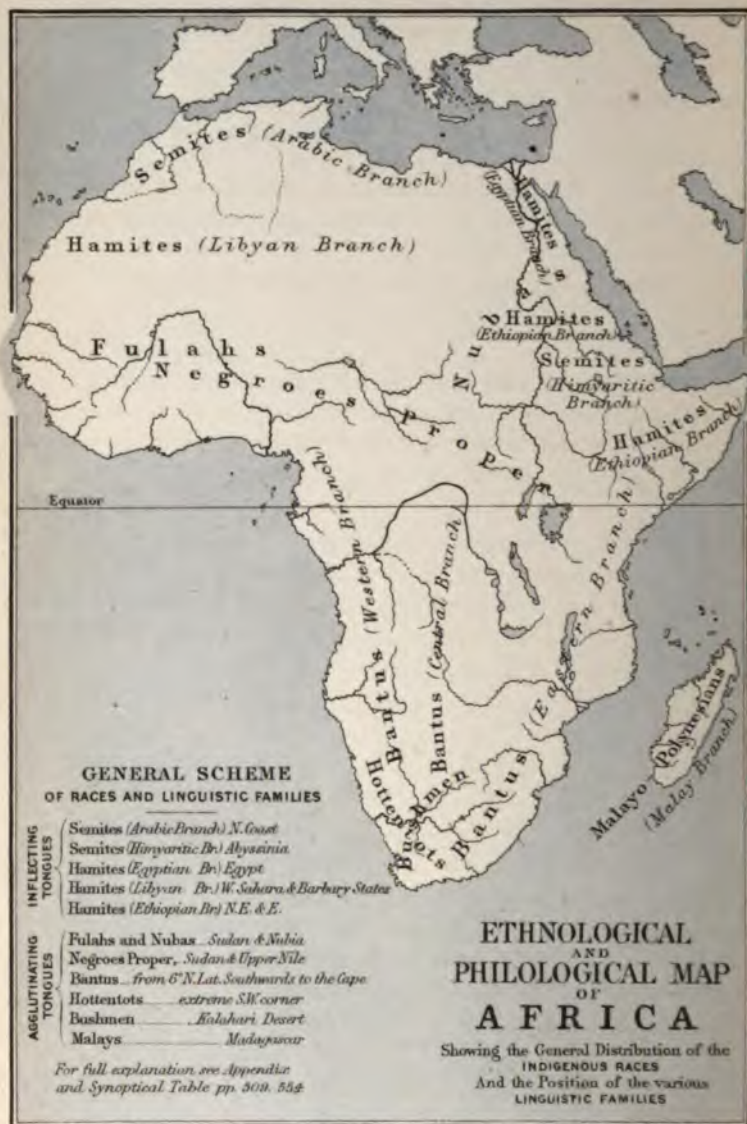 Semites (Arabic Branch)
Hamites (Libyan Branch)
Hamites
(Egyptian Branch)
Fulahs
Nubas
Hamites
(Ethiopian Branch)
Semites
(Himyaritic
Branch)
Negroes Proper
Hamites
(Ethiopian Branch)
Equator
Bantus (Western Branch)
Bantus (Central Branch)
Bantus (Eastern Branch)
Hottentots
Bushmen
Malayo Polynesians
(Malay Branch)
GENERAL SCHEME
OF RACES AND LINGUISTIC FAMILIES
INFLECTING
TONGUES
Semites (Arabic Branch) N. Coast
Semites (Himyaritic Br.) Abyssinia
Hamites (Egyptian Br.) Egypt
Hamites (Libyan Br.) W. Sahara & Barbary States
Hamites (Ethiopian Br.) N.E. & E.
AGGLUTINATING
TONGUES
Fulahs and Nubas Sudan & Nubia
Negroes Proper, Sudan & Upper Nile
Bantus from 6° N. Lat. Southwards to the Cape
Hottentots extreme S.W. corner
Bushmen Kalahari Desert
Malays Madagascar
For full explanation see Appendix
and Synoptical Table pp. 509. 554
ETHNOLOGICAL
AND
PHILOLOGICAL MAP
OF
AFRICA
Showing the General Distribution of the
INDIGENOUS RACES
And the Position of the various
LINGUISTIC FAMILIES